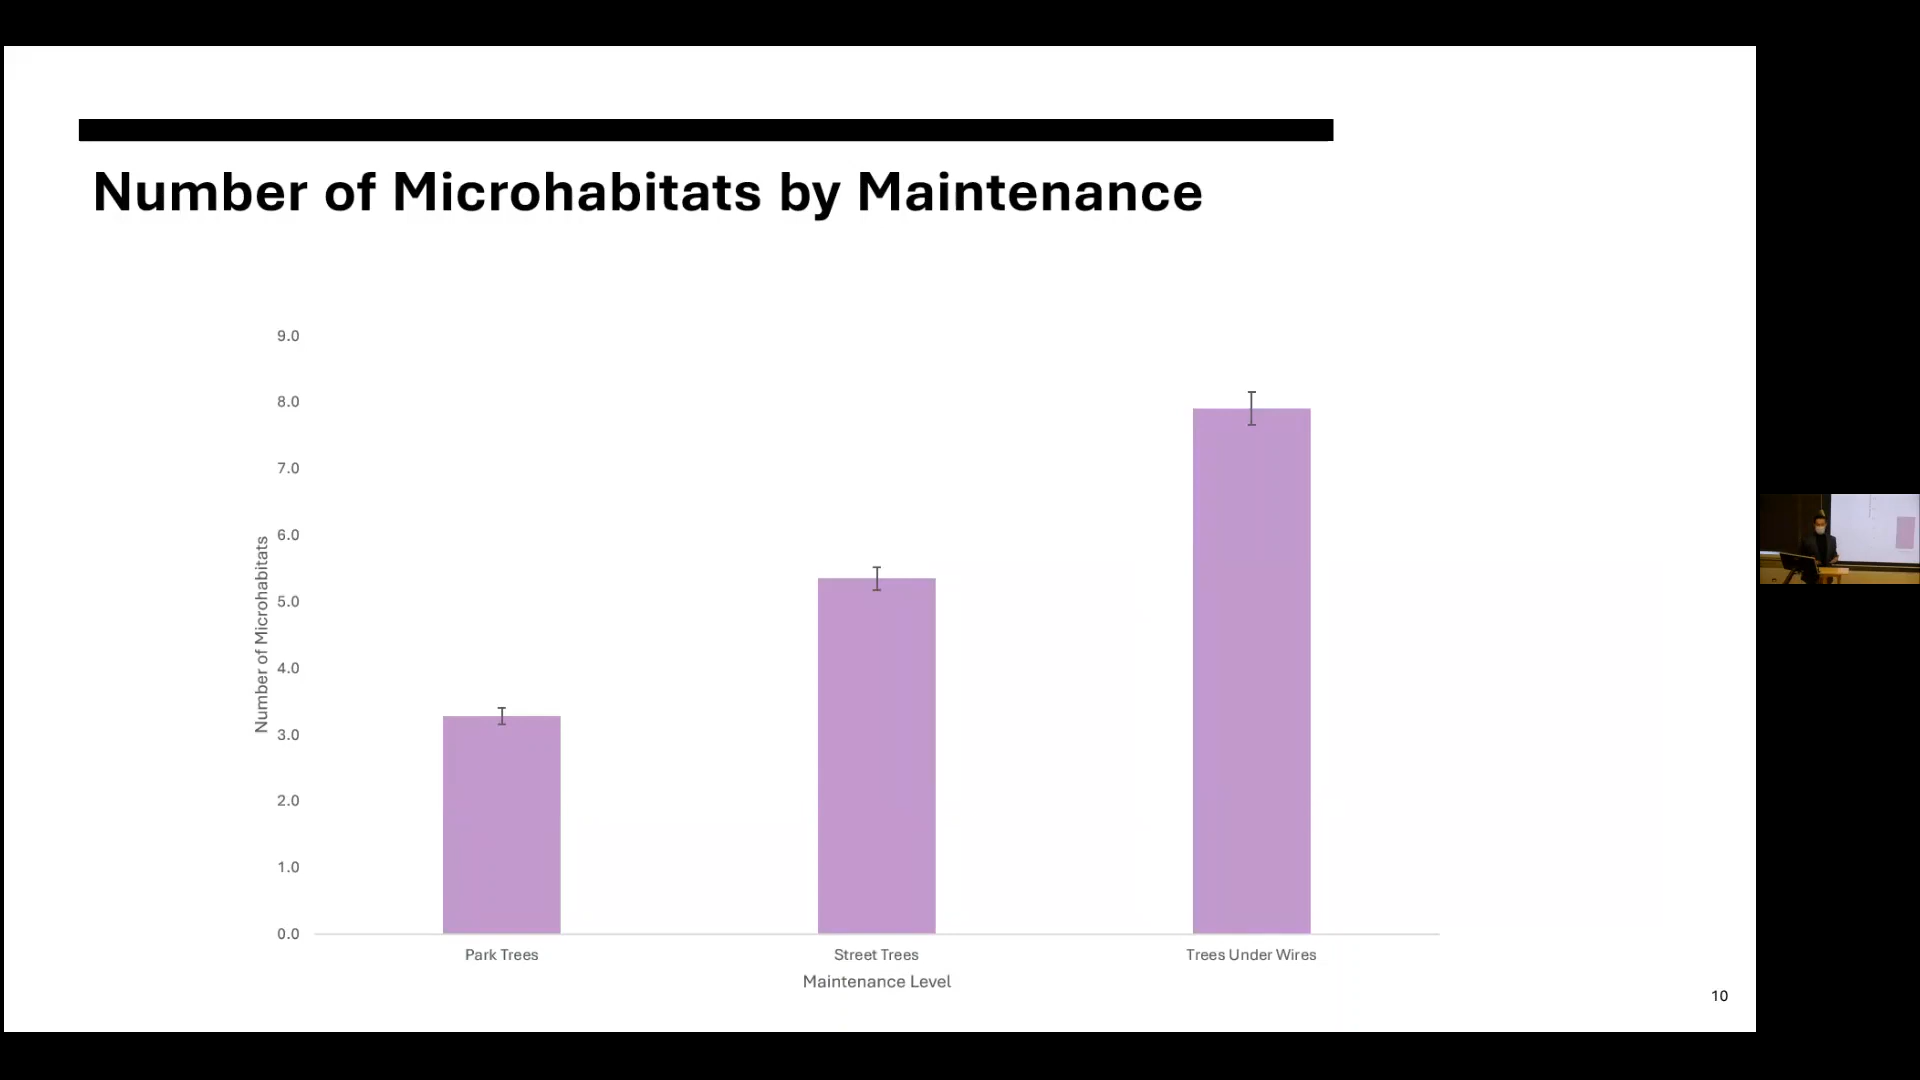 Number of Microhabitats by Maintenance
9.0
8.0
7.0
6.0
5.0
4.0
3.0
2.0
1.0
0.0
Number of Microhabitats
Park Trees
Street Trees
Trees Under Wires
Maintenance Level
10